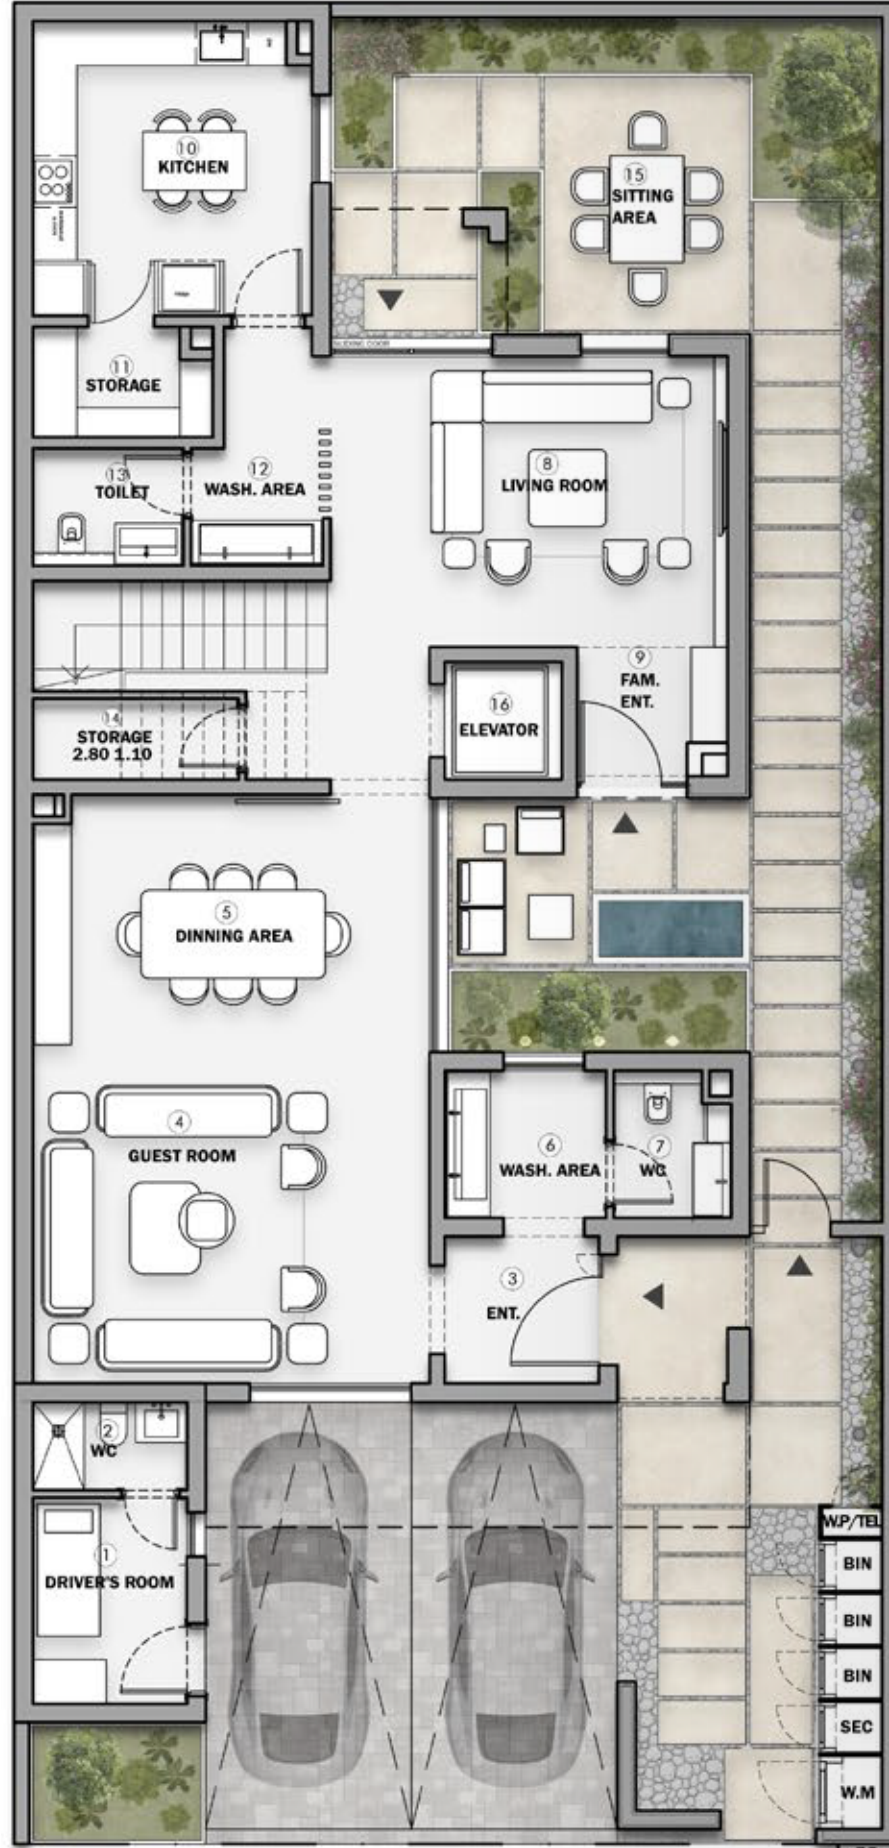 10
KITCHEN
15
SITTING
AREA
SLIDING DOOR
11
STORAGE
13
TOILET
12
WASH. AREA
8
LIVING ROOM
9
FAM.
ENT.
16
ELEVATOR
14
STORAGE
2.80 1.10
5
DINNING AREA
4
GUEST ROOM
6
WASH. AREA
7
WC
3
ENT.
2
WC
1
DRIVER'S ROOM
W.P/TEL
BIN
BIN
BIN
SEC
W.M